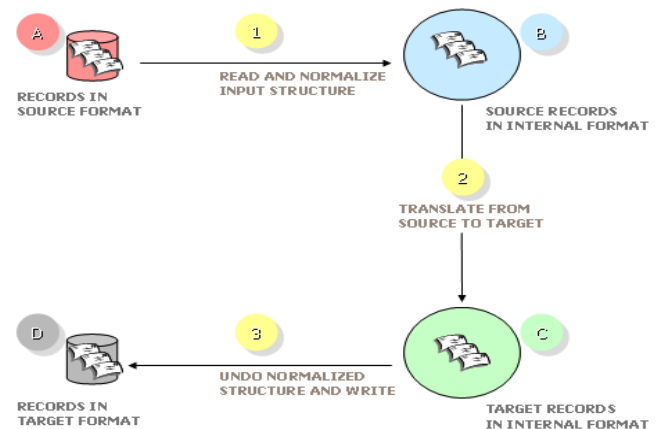 A
1
B
READ AND NORMALIZE
INPUT STRUCTURE
RECORDS IN
SOURCE FORMAT
SOURCE RECORDS
IN INTERNAL FORMAT
2
TRANSLATE FROM
SOURCE TO TARGET
D
3
C
UNDO NORMALIZED
STRUCTURE AND WRITE
RECORDS IN
TARGET FORMAT
TARGET RECORDS
IN INTERNAL FORMAT